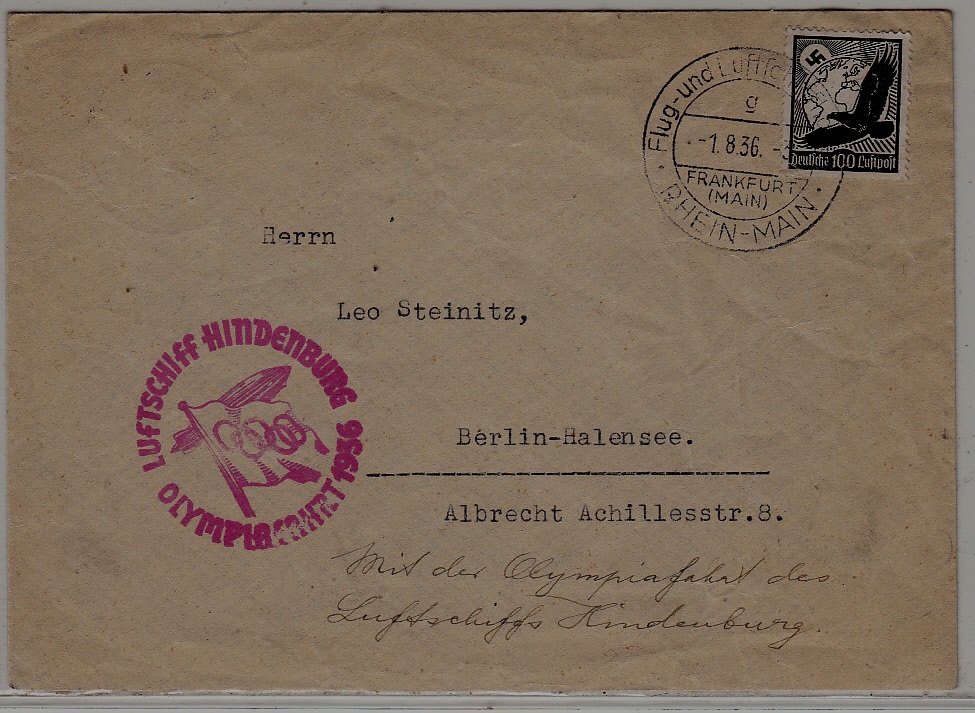 Flug-und Luftsch
g
-1.8.36.-
FRANKFURT
(MAIN)
RHEIN-MAIN
Deutsche 100 Luftpost
Herrn
Leo Steinitz,
LUFTSCHIFF HINDENBURG
OLYMPIAFAHRT 1936
Berlin-Halensee.
Albrecht Achillesstr.8.
Mit der Olympiafahrt des
Luftschiffs Hindenburg.